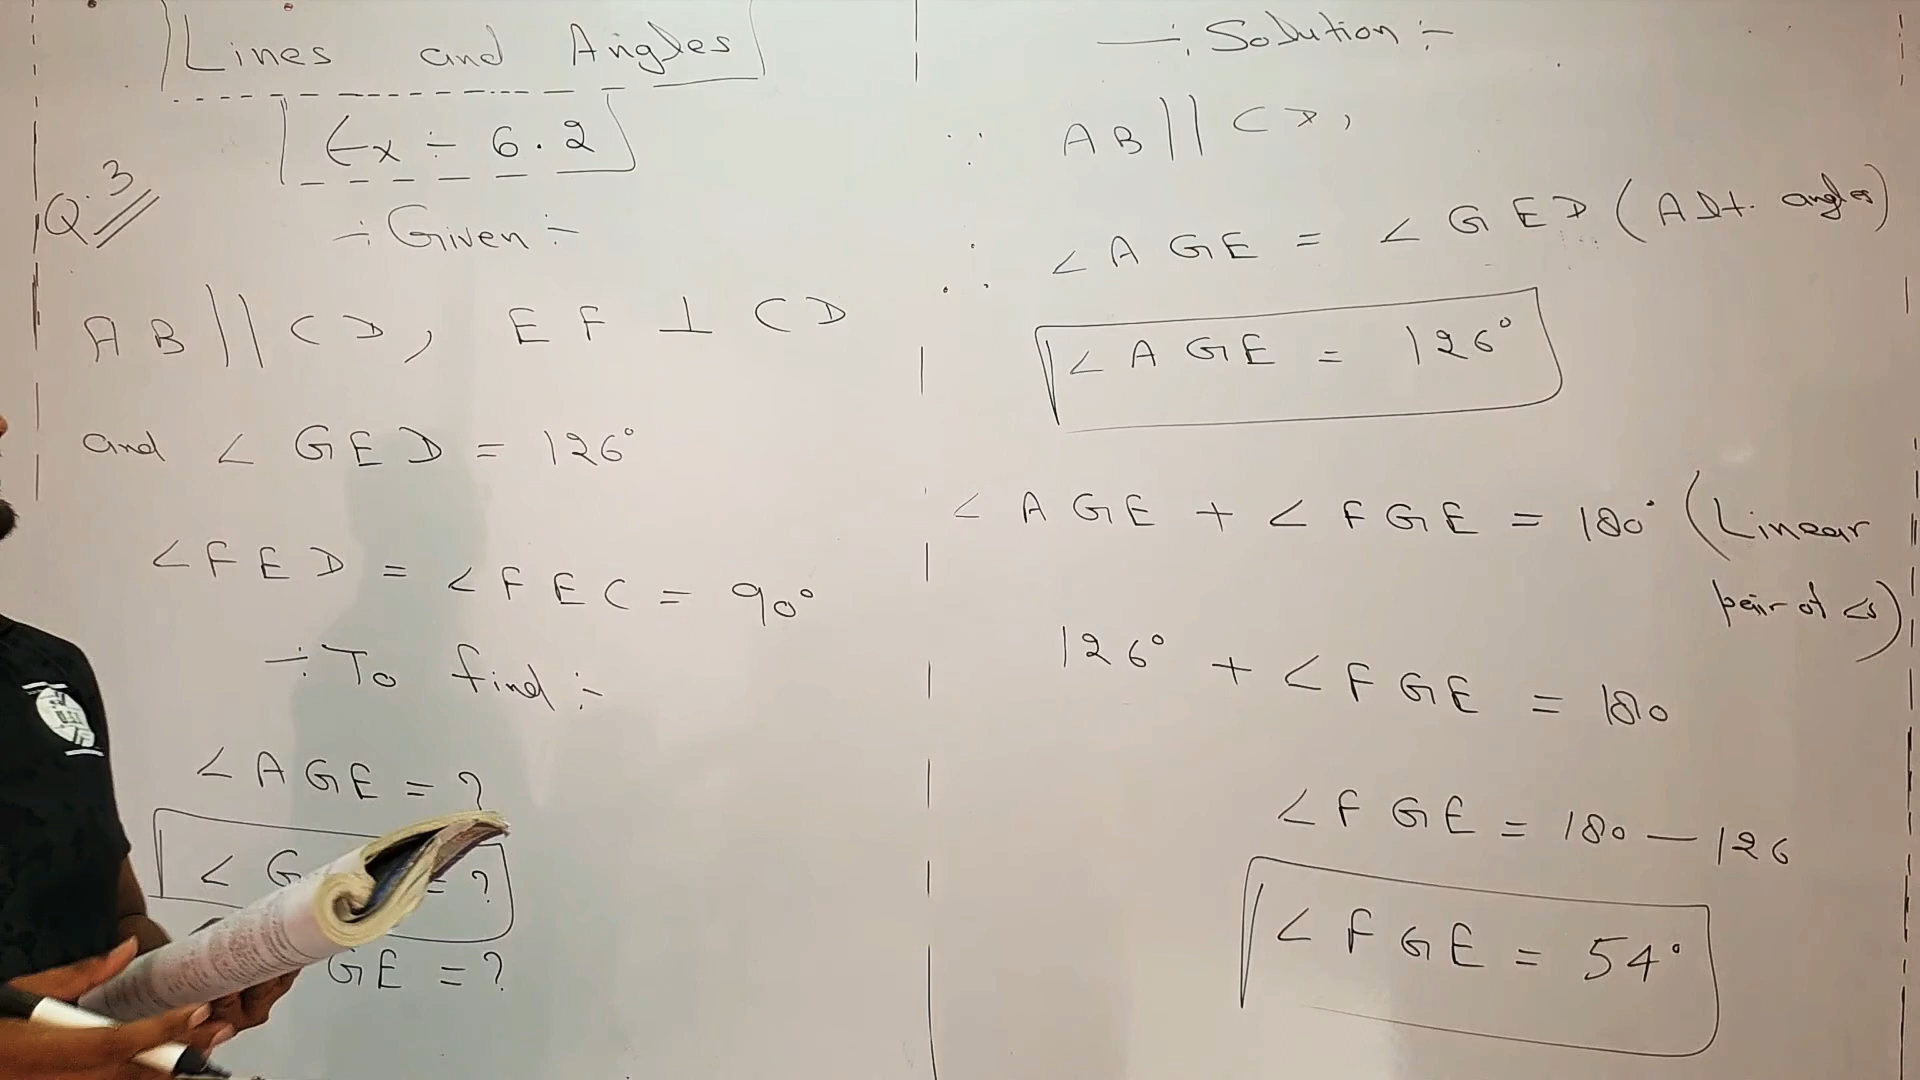 Lines and Angles
Ex ÷ 6.2
Q.3
÷ Given ÷
AB || CD, EF ⊥ CD
and ∠GED = 126°
∠FED = ∠FEC = 90°
÷ To find ÷
∠AGE = ?
∠G = ?
GE = ?
÷ Solution ÷
∵ AB || CD,
∴ ∠AGE = ∠GED (Alt. angles)
∠AGE = 126°
∠AGE + ∠FGE = 180° (Linear
pair of ∠s)
126° + ∠FGE = 180
∠FGE = 180 — 126
∠FGE = 54°